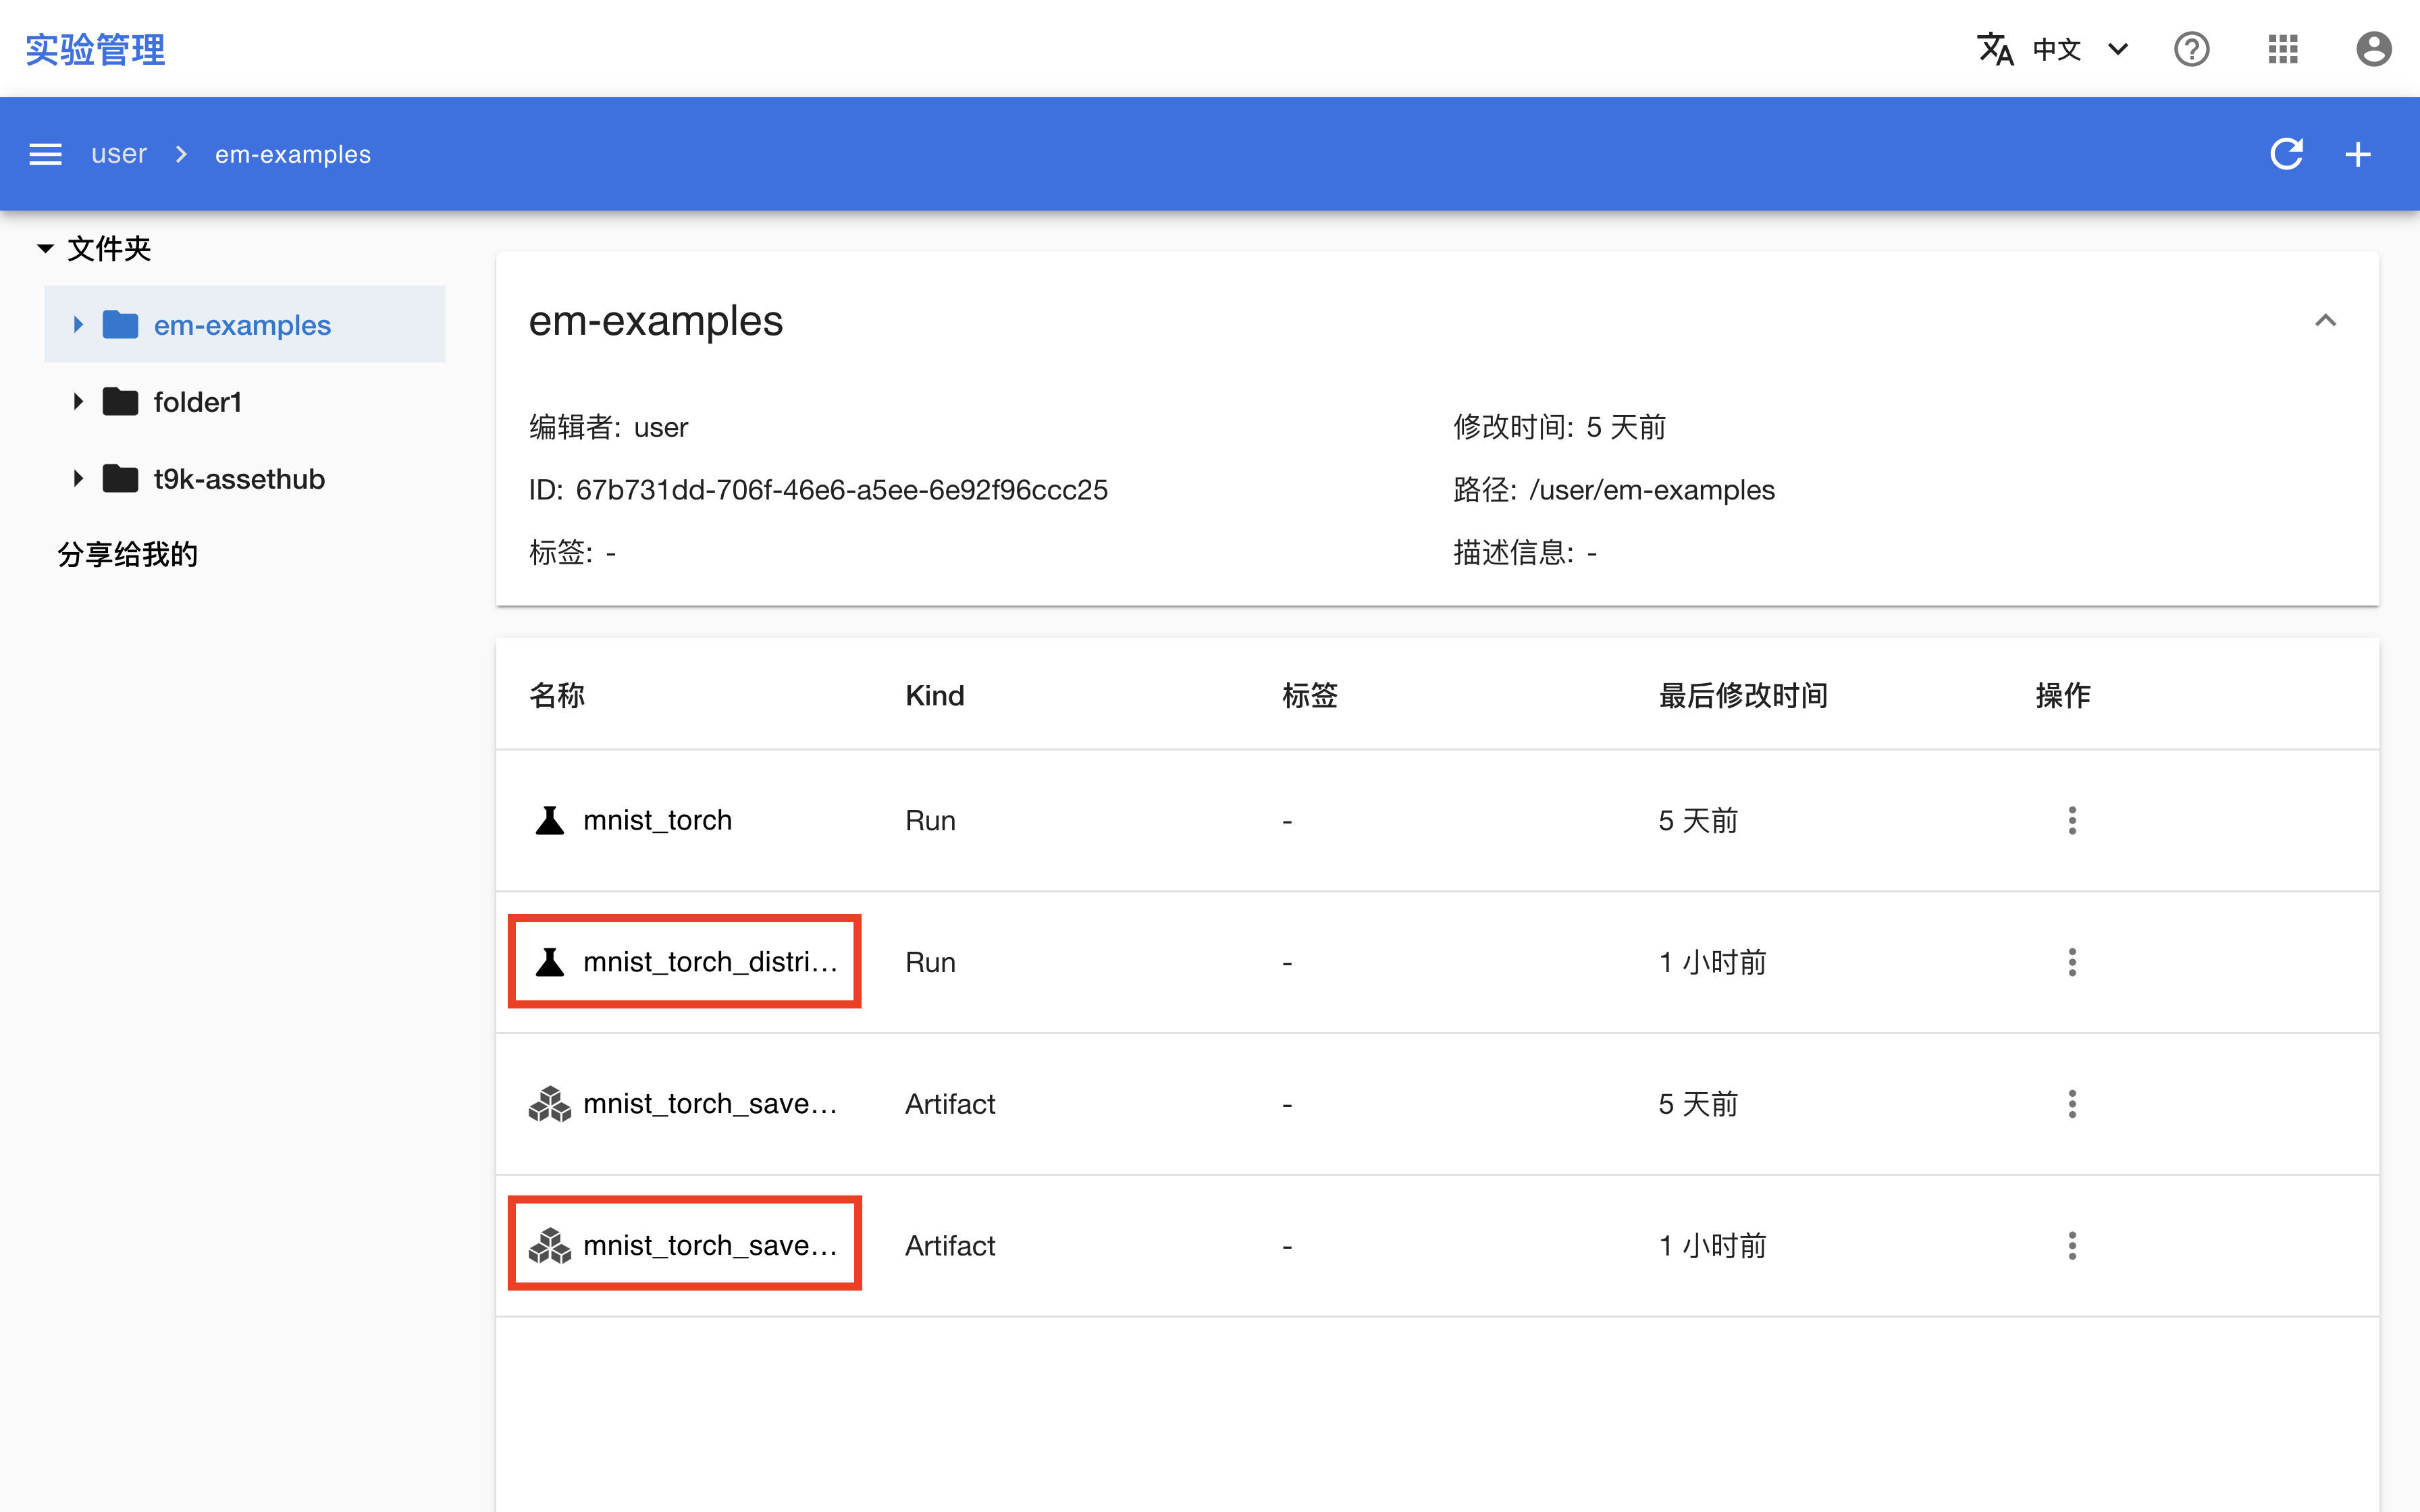 实验管理
中文
user > em-examples
文件夹
em-examples
folder1
t9k-assethub
分享给我的
em-examples
编辑者: user
修改时间: 5 天前
ID: 67b731dd-706f-46e6-a5ee-6e92f96ccc25
路径: /user/em-examples
标签: -
描述信息: -
名称 Kind 标签 最后修改时间 操作
mnist_torch Run - 5 天前
mnist_torch_distri... Run - 1 小时前
mnist_torch_save... Artifact - 5 天前
mnist_torch_save... Artifact - 1 小时前